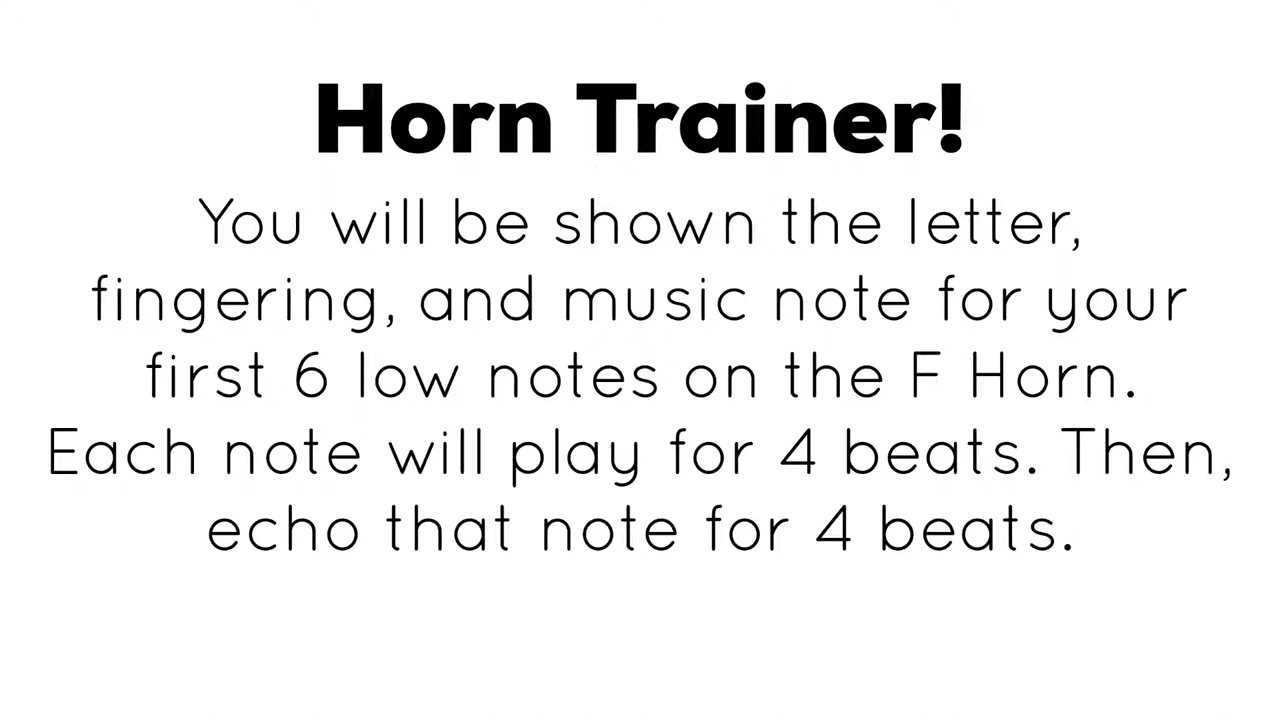 Horn Trainer!
You will be shown the letter,
fingering, and music note for your
first 6 low notes on the F Horn.
Each note will play for 4 beats. Then,
echo that note for 4 beats.